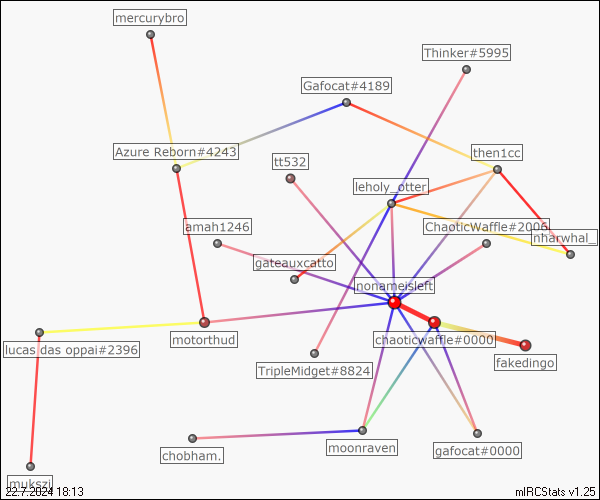 mercurybro
Thinker#5995
Gafocat#4189
Azure Reborn#4243
then1cc
tt532
leholy_otter
amah1246
ChaoticWaffle#2006
nharwhal_
gateauxcatto
nonameisleft
motorthud
chaoticwaffle#0000
lucas das oppai#2396
fakedingo
TripleMidget#8824
chobham.
moonraven
gafocat#0000
mukszi
22.7.2024 18:13
mIRCStats v1.25